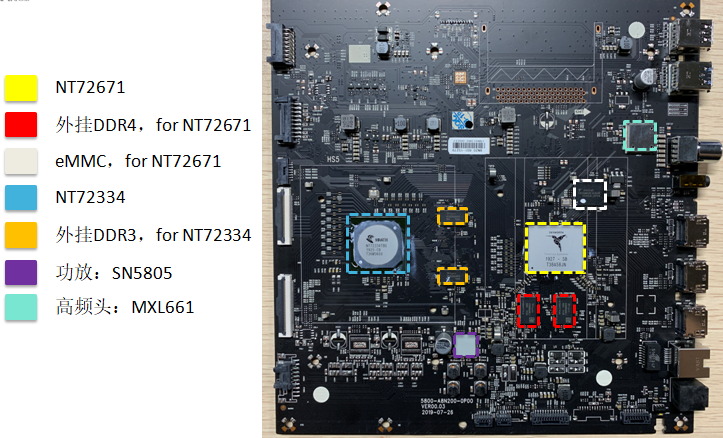 NT72671
外挂DDR4，for NT72671
eMMC，for NT72671
NT72334
外挂DDR3，for NT72334
功放：SN5805
高频头：MXL661
HS5
5800-A8N200-0P00
VER00.03
2019-07-26